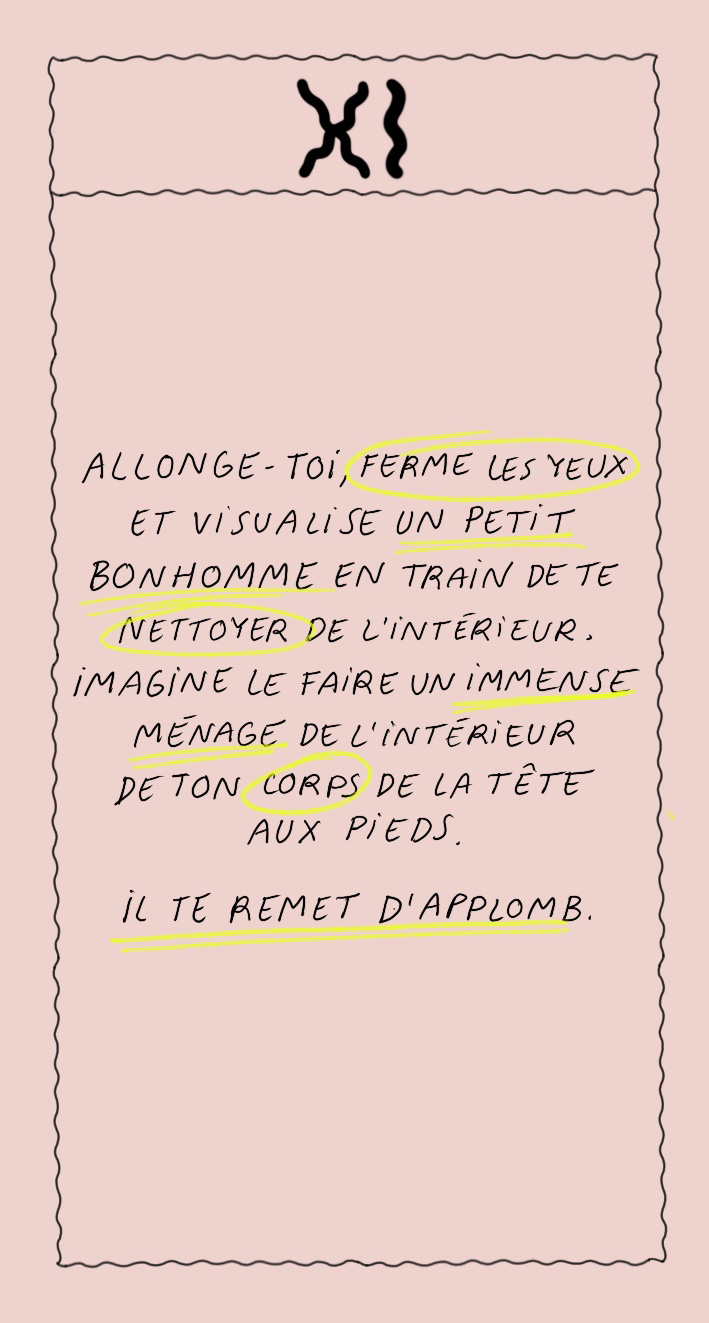 XI
ALLONGE-TOI, FERME LES YEUX
ET VISUALISE UN PETIT
BONHOMME EN TRAIN DE TE
NETTOYER DE L'INTÉRIEUR.
IMAGINE LE FAIRE UN IMMENSE
MÉNAGE DE L'INTÉRIEUR
DE TON CORPS DE LA TÊTE
AUX PIEDS.
IL TE REMET D'APPLOMB.